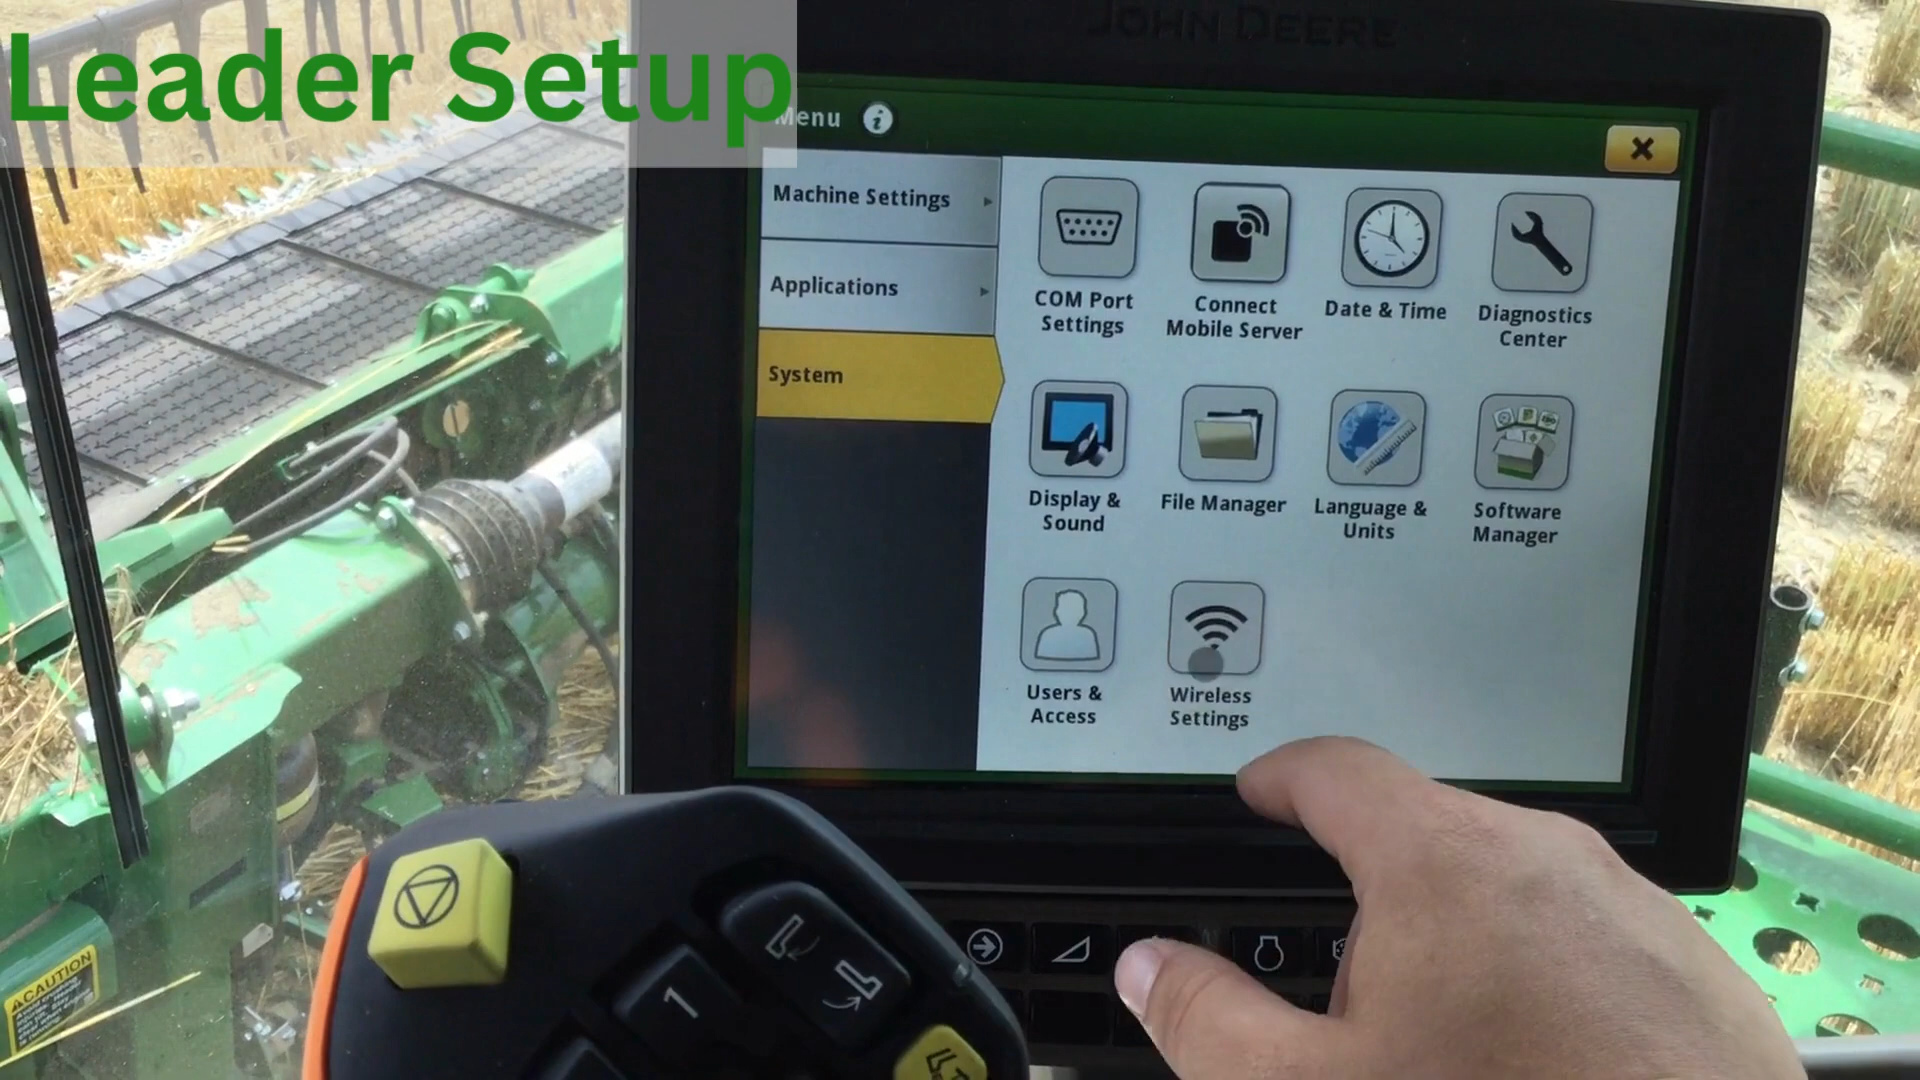 Leader Setup
JOHN DEERE
Menu
Machine Settings
Applications
System
COM Port
Settings
Connect
Mobile Server
Date & Time
Diagnostics
Center
Display &
Sound
File Manager
Language &
Units
Software
Manager
Users &
Access
Wireless
Settings
1
CAUTION